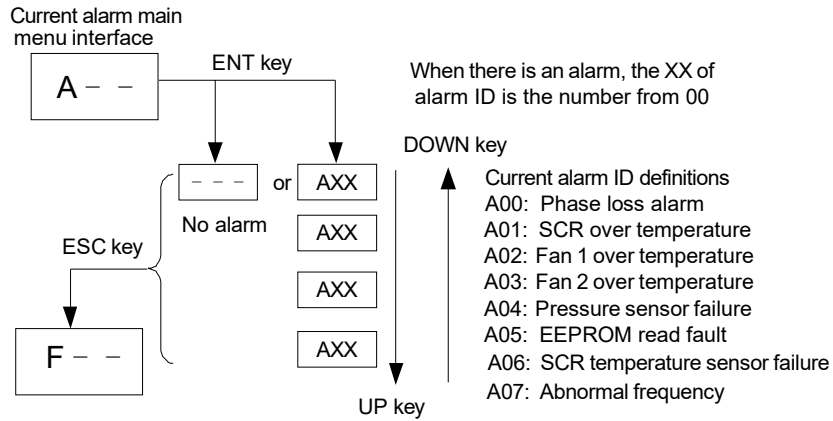 Current alarm main
menu interface
A – –
ENT key
When there is an alarm, the XX of
alarm ID is the number from 00
DOWN key
– – –
or
AXX
No alarm
AXX
AXX
AXX
ESC key
F – –
UP key
Current alarm ID definitions
A00: Phase loss alarm
A01: SCR over temperature
A02: Fan 1 over temperature
A03: Fan 2 over temperature
A04: Pressure sensor failure
A05: EEPROM read fault
A06: SCR temperature sensor failure
A07: Abnormal frequency